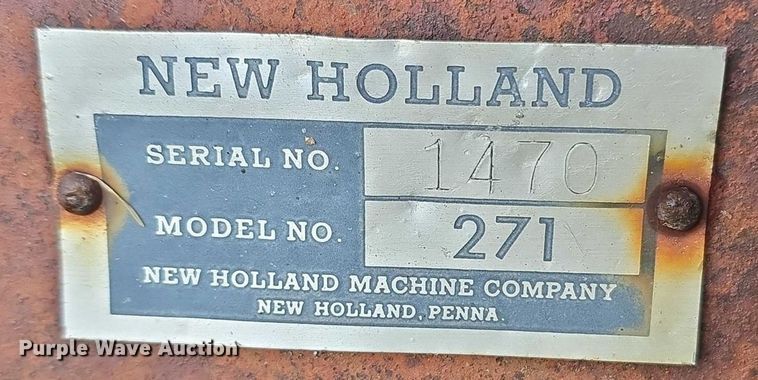 NEW HOLLAND
SERIAL NO. 1470
MODEL NO. 271
NEW HOLLAND MACHINE COMPANY
NEW HOLLAND, PENNA.
Purple Wave Auction